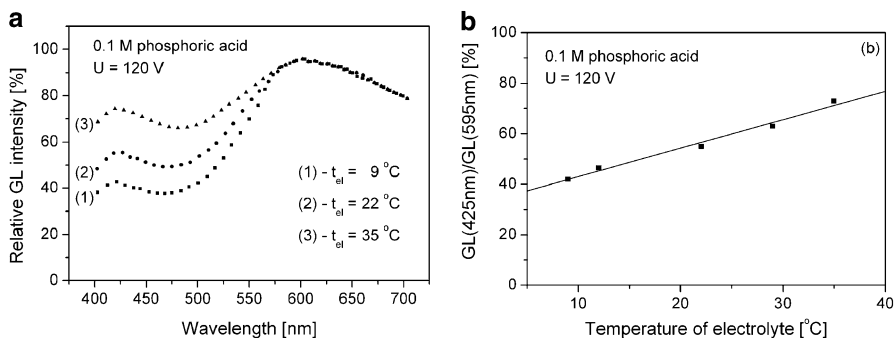 a
0.1 M phosphoric acid
U = 120 V
Relative GL intensity [%]
100
80
60
40
20
0
(3)
(2)
(1)
(1) - t_el = 9 °C
(2) - t_el = 22 °C
(3) - t_el = 35 °C
400 450 500 550 600 650 700
Wavelength [nm]
b
(b)
0.1 M phosphoric acid
U = 120 V
GL(425nm)/GL(595nm) [%]
100
80
60
40
20
0
10 20 30 40
Temperature of electrolyte [°C]